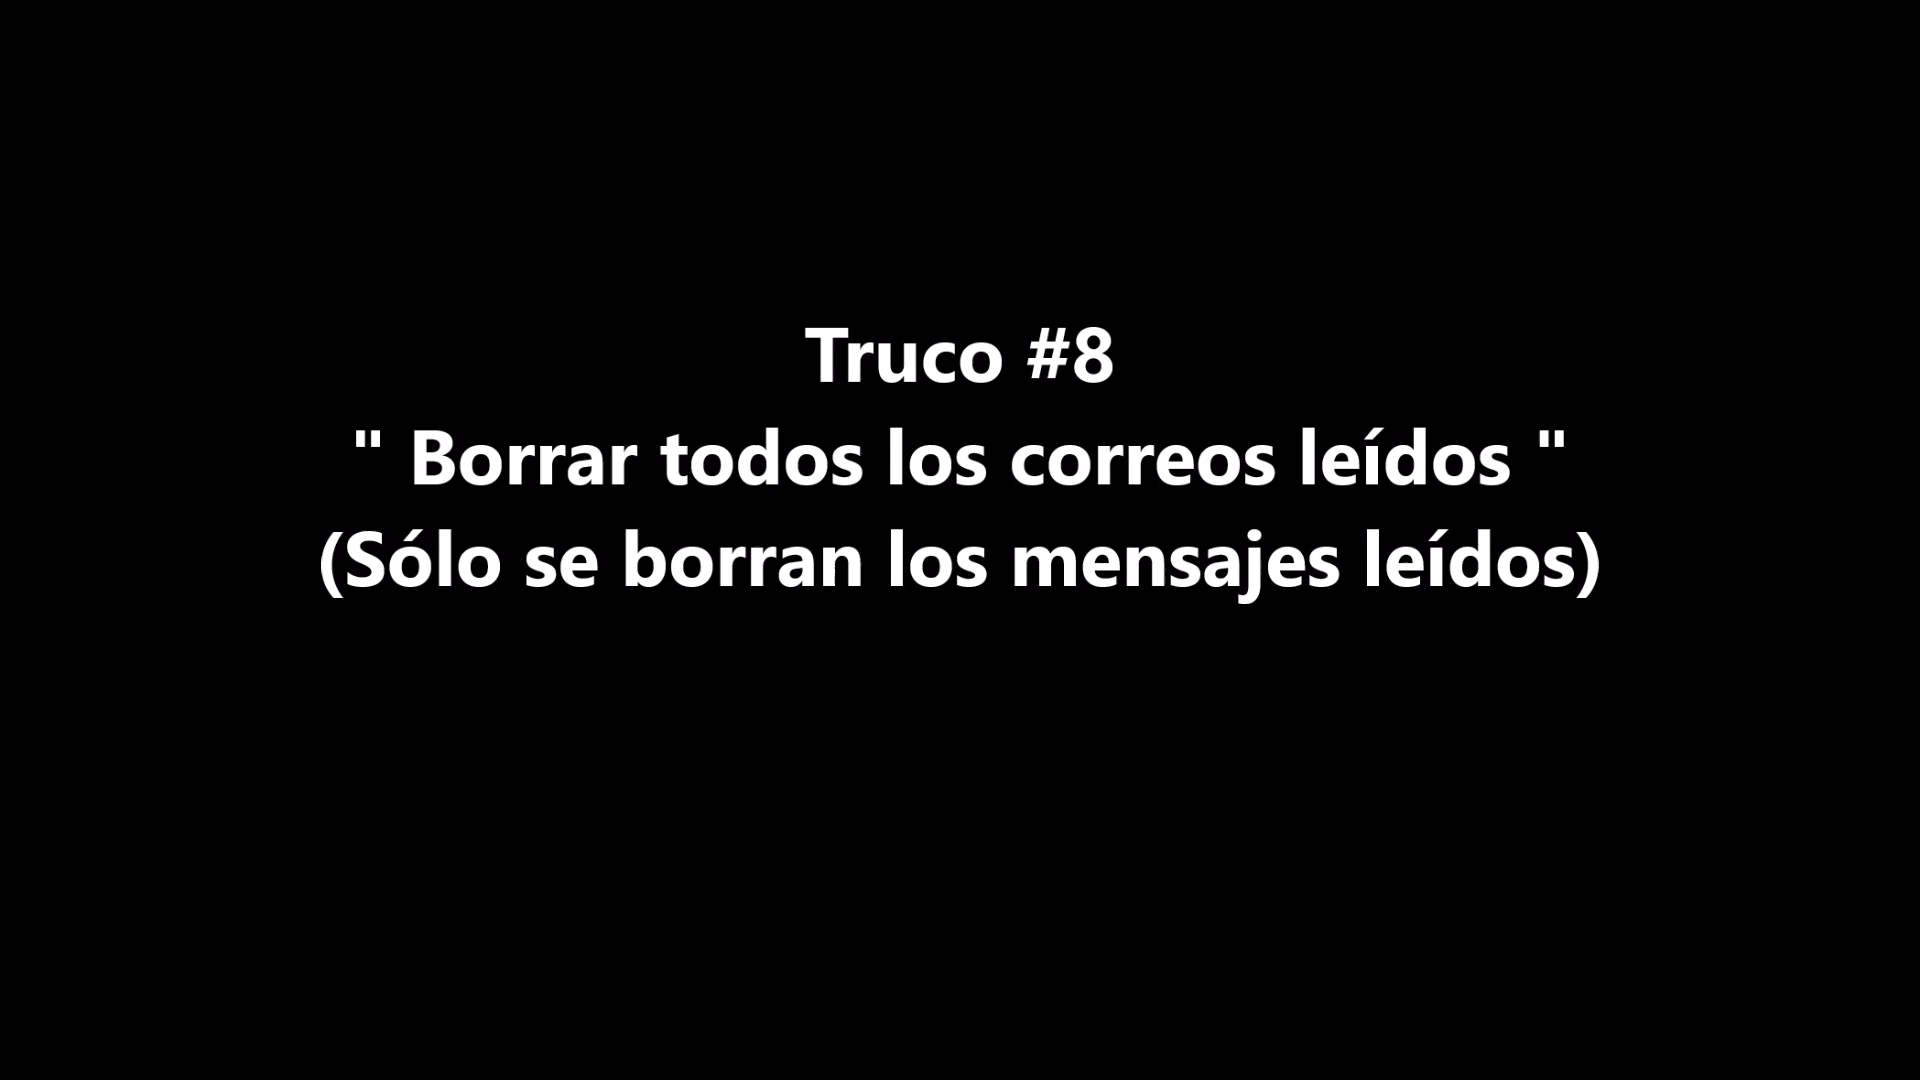 Truco #8
" Borrar todos los correos leídos "
(Sólo se borran los mensajes leídos)